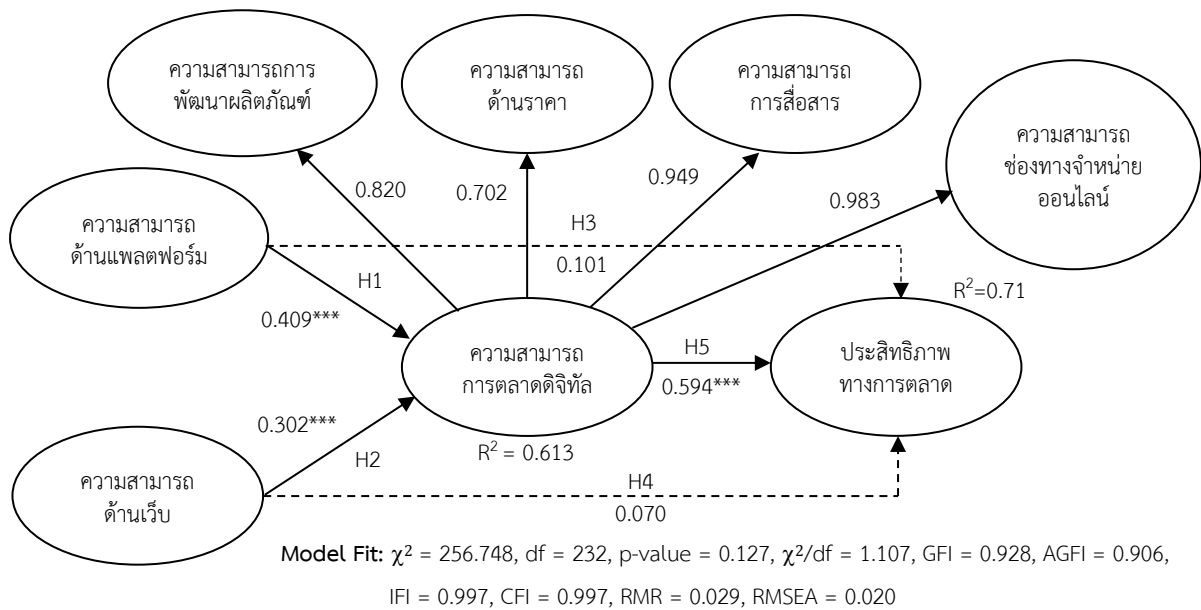 ความสามารถการ
พัฒนาผลิตภัณฑ์
ความสามารถ
ด้านราคา
ความสามารถ
การสื่อสาร
ความสามารถ
ช่องทางจำหน่าย
ออนไลน์
0.820
0.702
0.949
0.983
ความสามารถ
ด้านแพลตฟอร์ม
H3
0.101
H1
0.409***
R²=0.71
ความสามารถ
การตลาดดิจิทัล
H5
0.594***
ประสิทธิภาพ
ทางการตลาด
0.302***
H2
R² = 0.613
ความสามารถ
ด้านเว็บ
H4
0.070
Model Fit: χ² = 256.748, df = 232, p-value = 0.127, χ²/df = 1.107, GFI = 0.928, AGFI = 0.906,
IFI = 0.997, CFI = 0.997, RMR = 0.029, RMSEA = 0.020